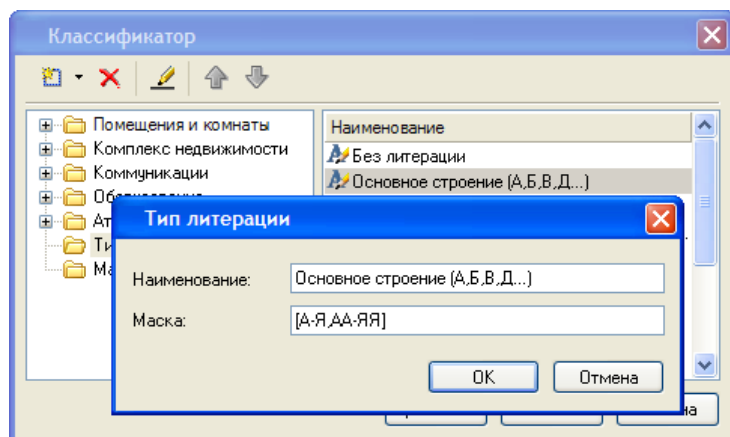 Классификатор
Помещения и комнаты
Комплекс недвижимости
Коммуникации
Наименование
Без литерации
Основное строение (А,Б,В,Д...)
Тип литерации
Наименование:
Основное строение (А,Б,В,Д...)
Маска:
[А-Я,АА-ЯЯ]
OK
Отмена